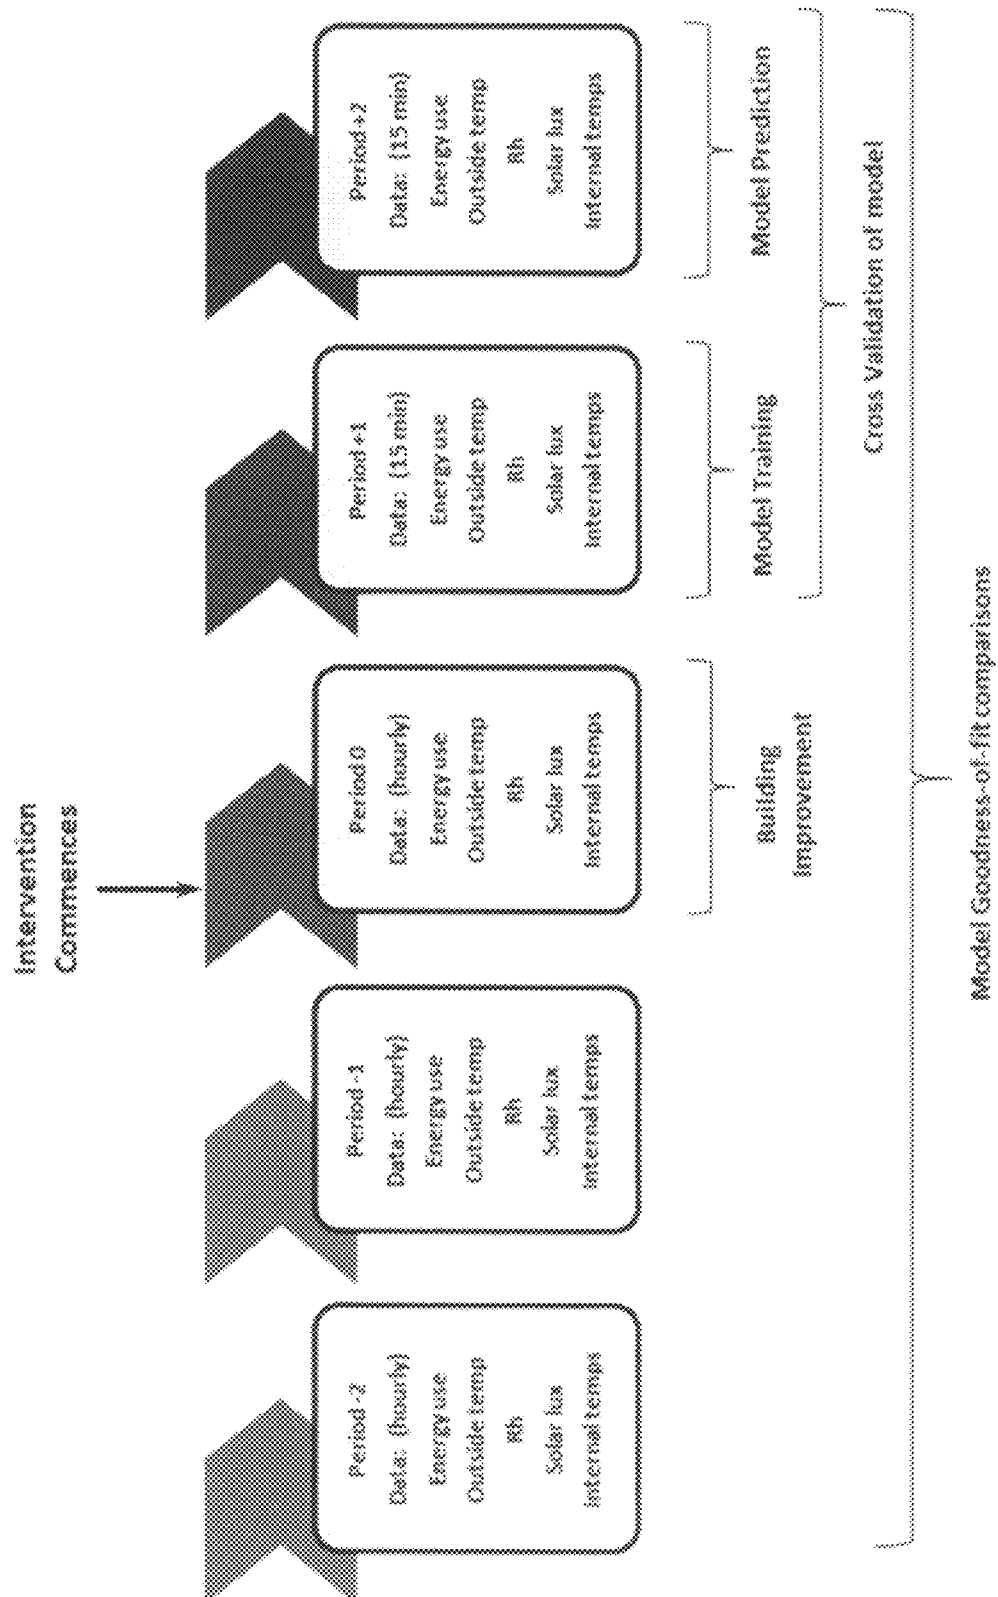 Intervention
Commences
Period -2
Data: {hourly}
Energy use
Outside temp
Rh
Solar lux
Internal temps
Period -1
Data: {hourly}
Energy use
Outside temp
Rh
Solar lux
Internal temps
Period 0
Data: {hourly}
Energy use
Outside temp
Rh
Solar lux
Internal temps
Period +1
Data: {15 min}
Energy use
Outside temp
Rh
Solar lux
Internal temps
Period +2
Data: {15 min}
Energy use
Outside temp
Rh
Solar lux
Internal temps
Building
Improvement
Model Training
Model Prediction
Cross Validation of model
Model Goodness-of-fit comparisons